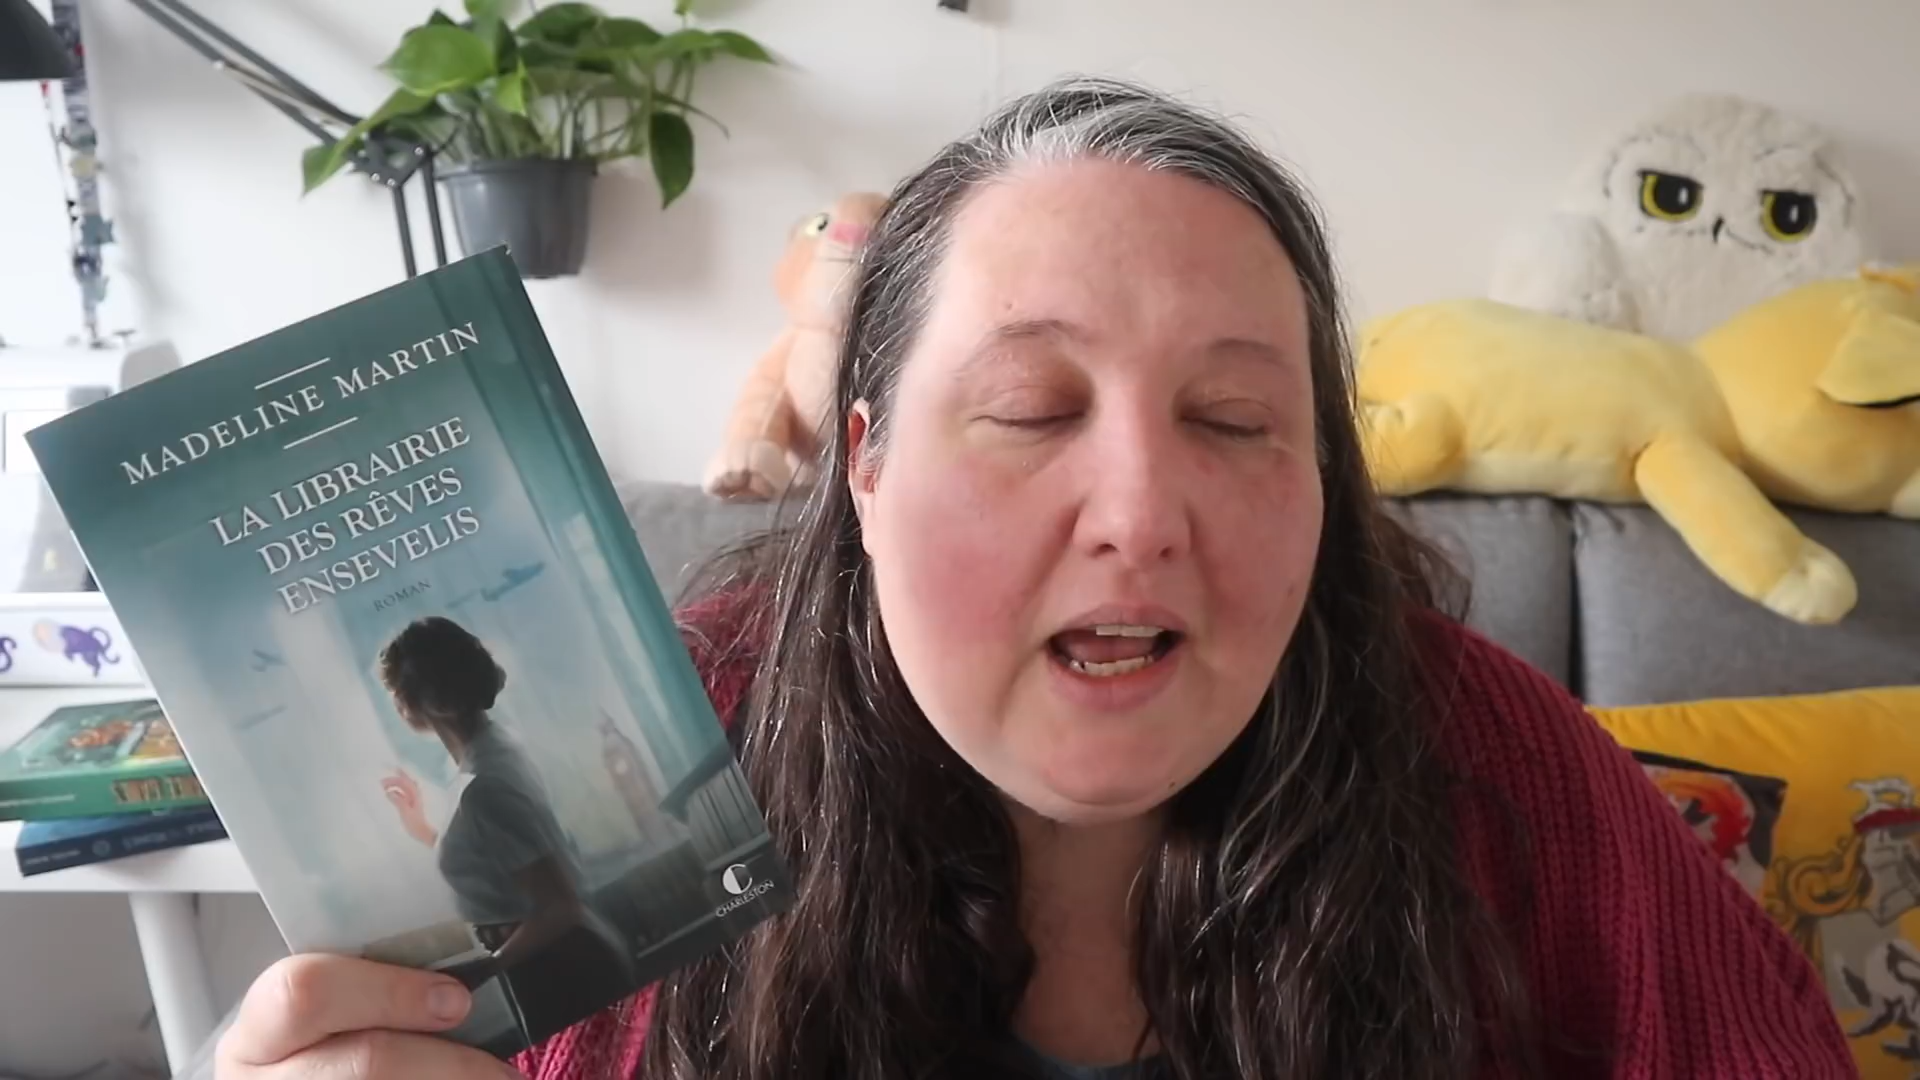 MADELINE MARTIN
LA LIBRAIRIE
DES RÊVES
ENSEVELIS
ROMAN
CHARLESTON